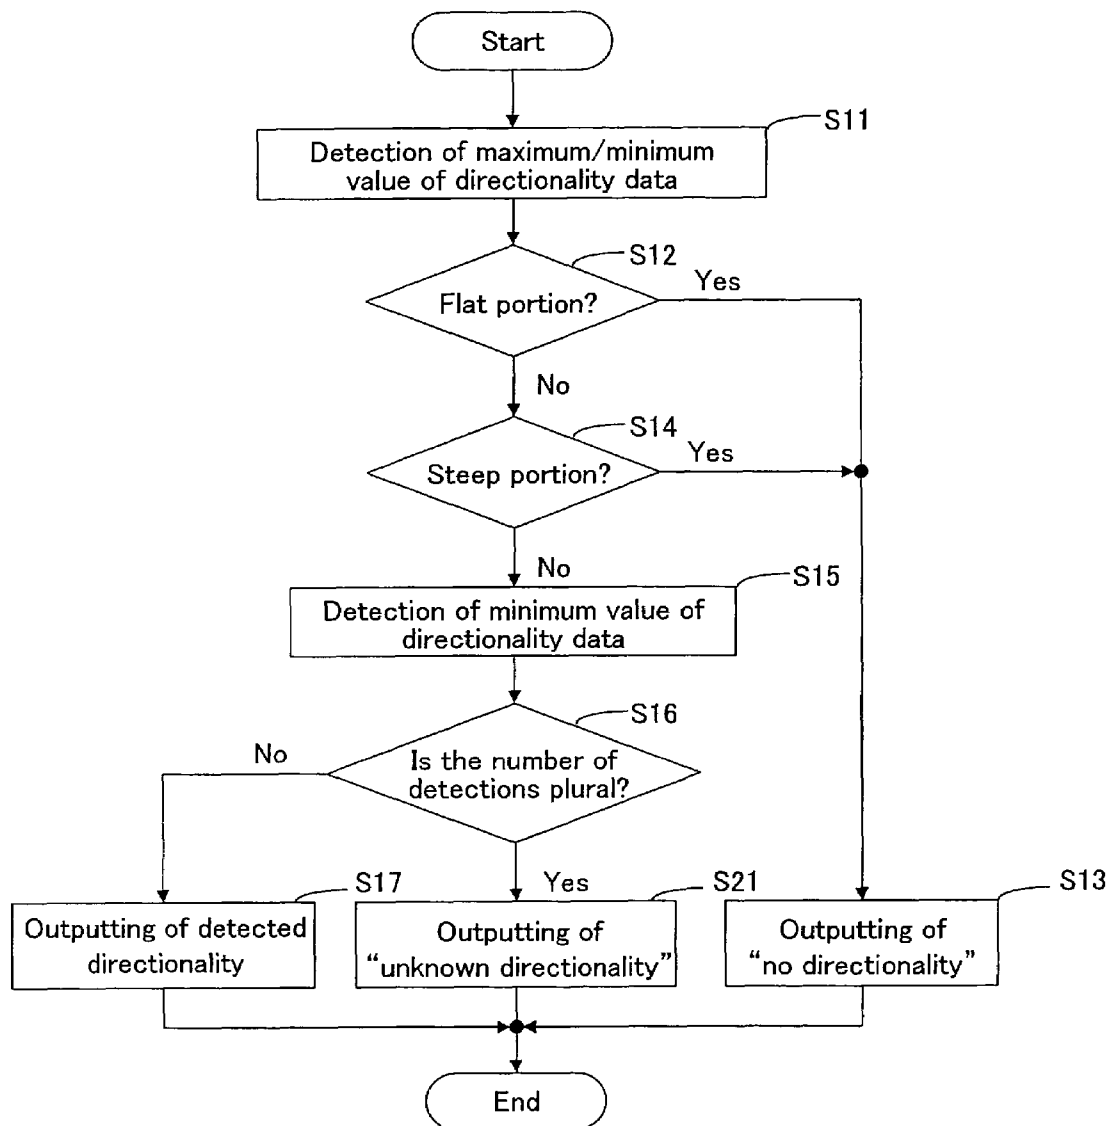 Start
S11
Detection of maximum/minimum
value of directionality data
S12
Flat portion?
Yes
No
S14
Steep portion?
Yes
No
S15
Detection of minimum value of
directionality data
S16
Is the number of
detections plural?
No
Yes
S17
Outputting of detected
directionality
S21
Outputting of
“unknown directionality”
S13
Outputting of
“no directionality”
End